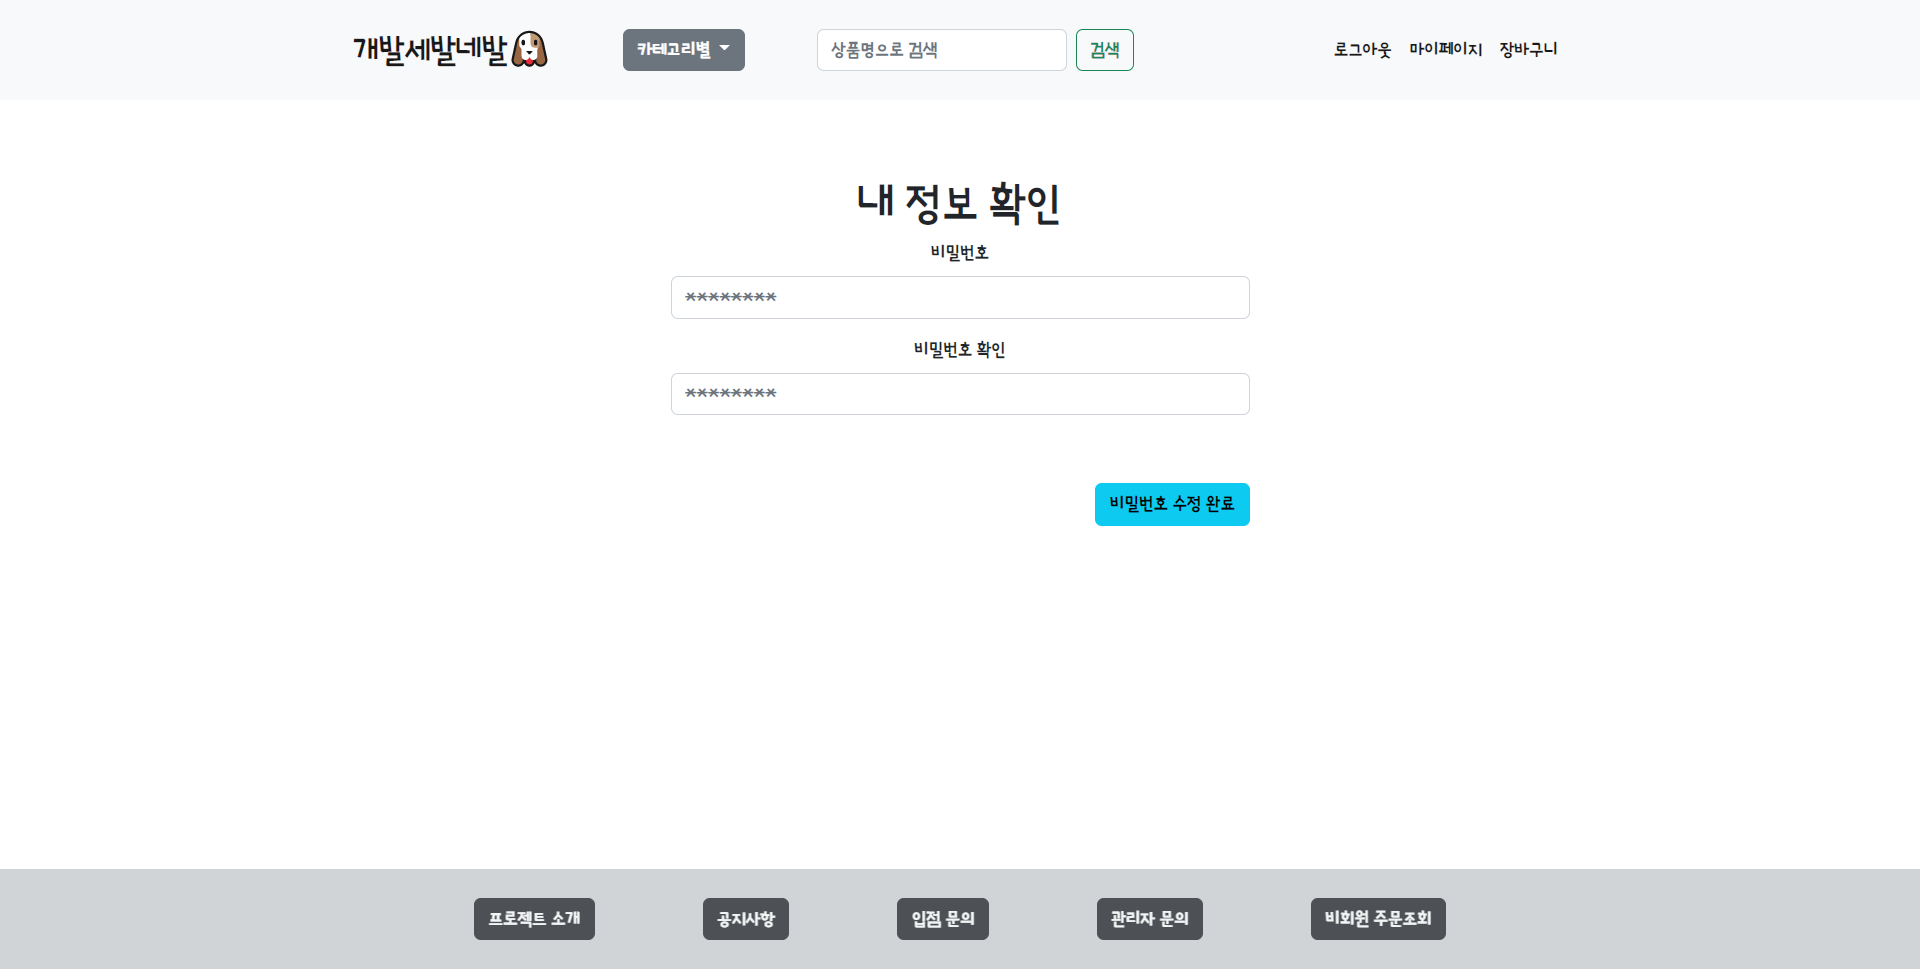 개발세발네발
카테고리별
상품명으로 검색
검색
로그아웃 마이페이지 장바구니
내 정보 확인
비밀번호
********
비밀번호 확인
********
비밀번호 수정 완료
프로젝트 소개
공지사항
입점 문의
관리자 문의
비회원 주문조회